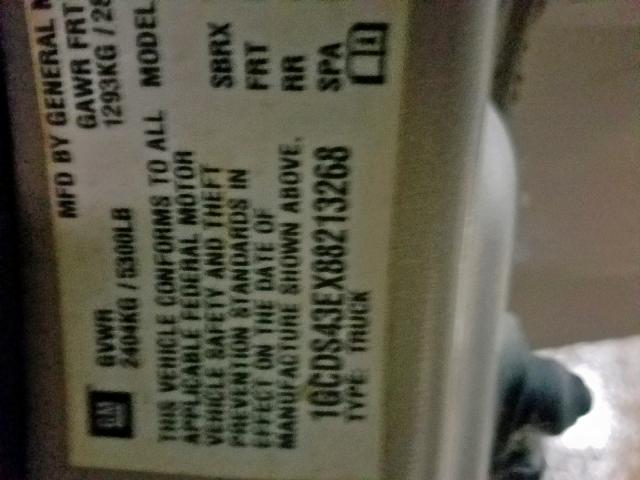 MFD BY GENERAL M
GVWR GAWR FRT
2404KG / 5300LB 1293KG / 28
THIS VEHICLE CONFORMS TO ALL MODEL
APPLICABLE FEDERAL MOTOR
VEHICLE SAFETY AND THEFT SBRX
PREVENTION STANDARDS IN FRT
EFFECT ON THE DATE OF RR
MANUFACTURE SHOWN ABOVE. SPA
1GCDS43EX88213268
TYPE: TRUCK
GM